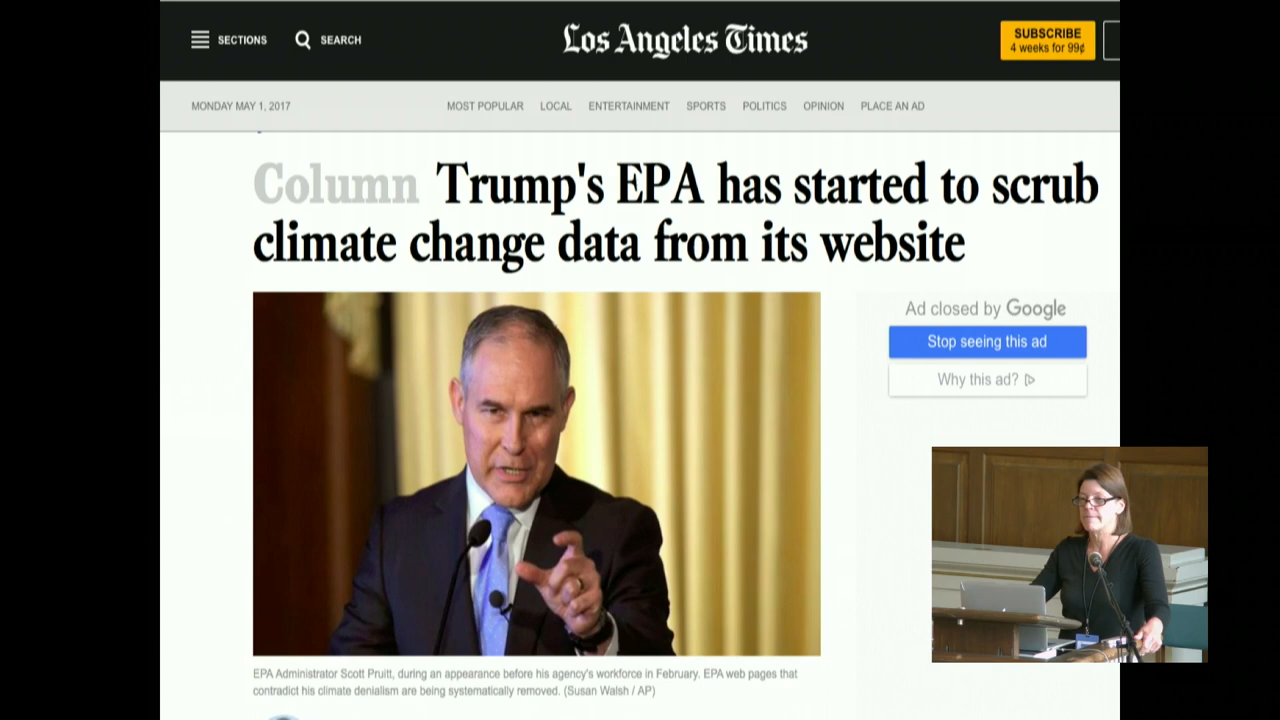 SECTIONS
SEARCH
Los Angeles Times
SUBSCRIBE
4 weeks for 99¢
MONDAY MAY 1, 2017
MOST POPULAR LOCAL ENTERTAINMENT SPORTS POLITICS OPINION PLACE AN AD
Column Trump's EPA has started to scrub
climate change data from its website
Ad closed by Google
Stop seeing this ad
Why this ad?
EPA Administrator Scott Pruitt, during an appearance before his agency's workforce in February. EPA web pages that
contradict his climate denialism are being systematically removed. (Susan Walsh / AP)